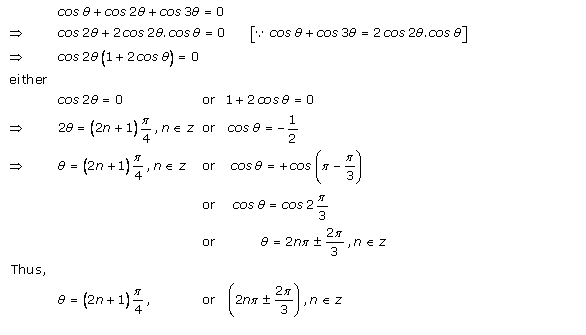 cos θ + cos 2θ + cos 3θ = 0
⇒ cos 2θ + 2 cos 2θ. cos θ = 0 [∵ cos θ + cos 3θ = 2 cos 2θ. cos θ]
⇒ cos 2θ (1 + 2 cos θ) = 0
either
cos 2θ = 0 or 1 + 2 cos θ = 0
⇒ 2θ = (2n + 1) π/4, n ∈ z or cos θ = - 1/2
⇒ θ = (2n + 1) π/4, n ∈ z or cos θ = + cos (π - π/3)
or cos θ = cos 2 π/3
or θ = 2nπ ± 2π/3, n ∈ z
Thus,
θ = (2n + 1) π/4, or (2nπ ± 2π/3), n ∈ z